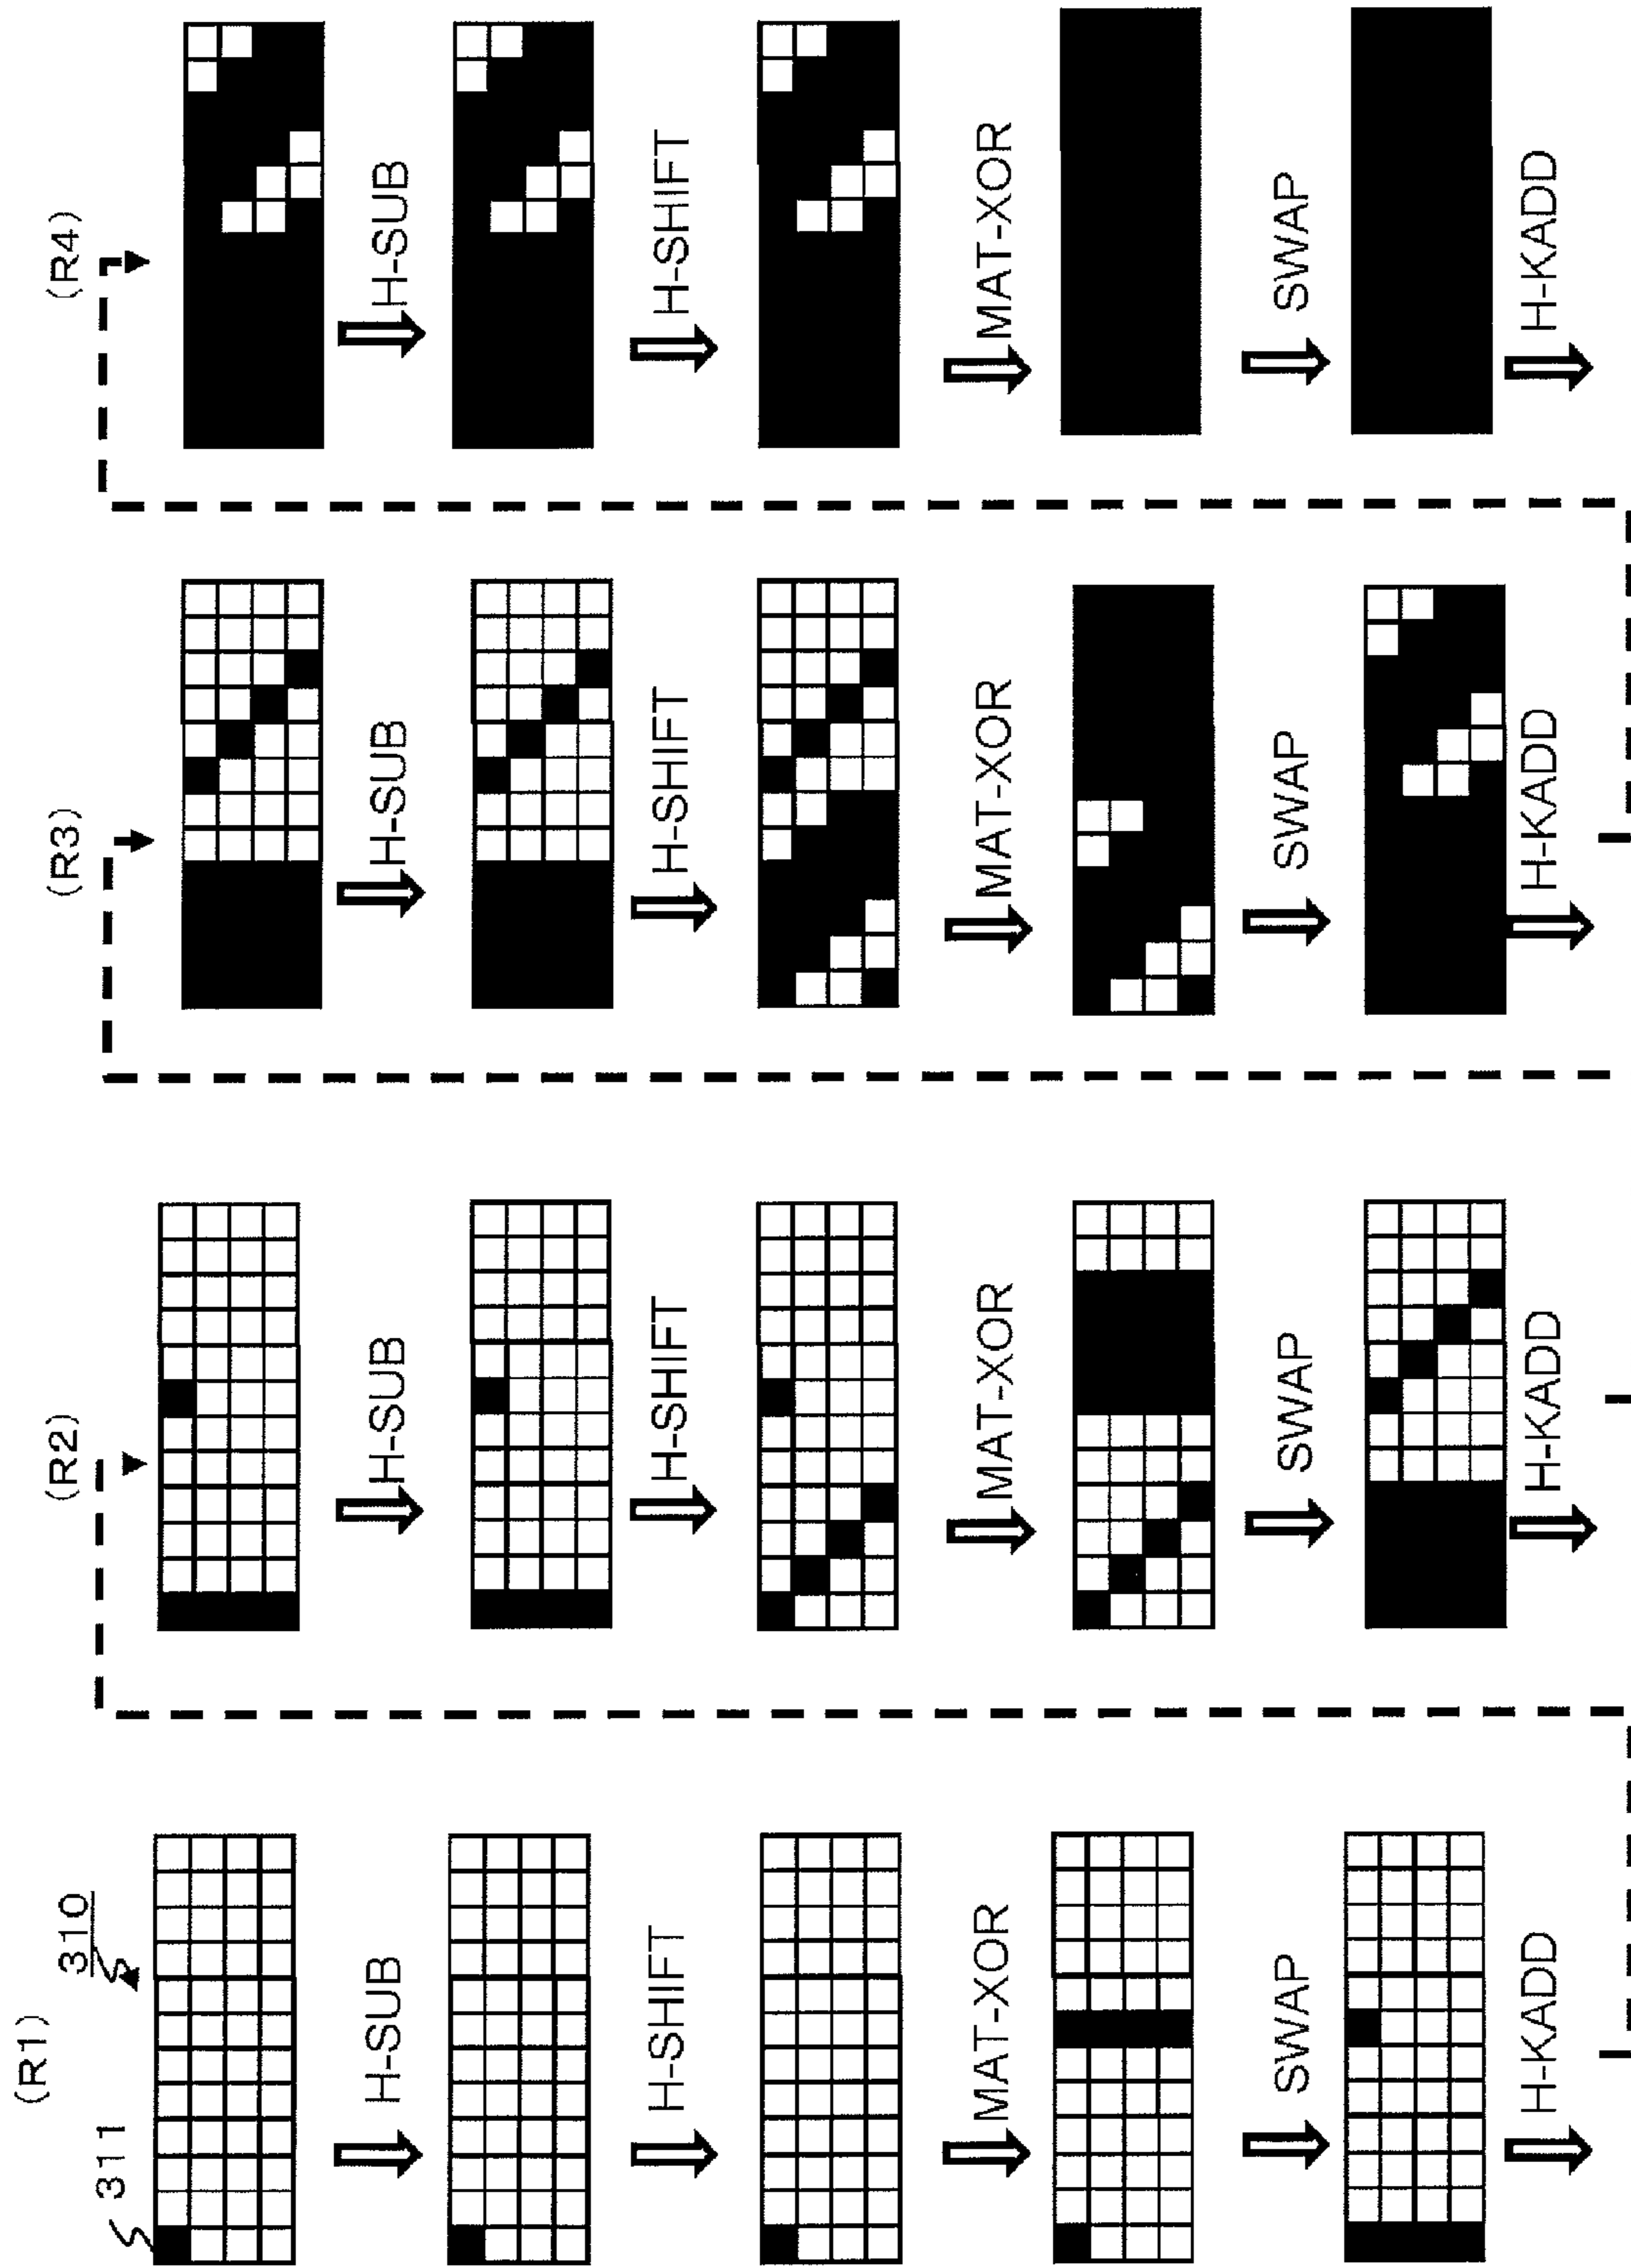 (R1)
311
310
H-SUB
H-SHIFT
MAT-XOR
SWAP
H-KADD
(R2)
H-SUB
H-SHIFT
MAT-XOR
SWAP
H-KADD
(R3)
H-SUB
H-SHIFT
MAT-XOR
SWAP
H-KADD
(R4)
H-SUB
H-SHIFT
MAT-XOR
SWAP
H-KADD